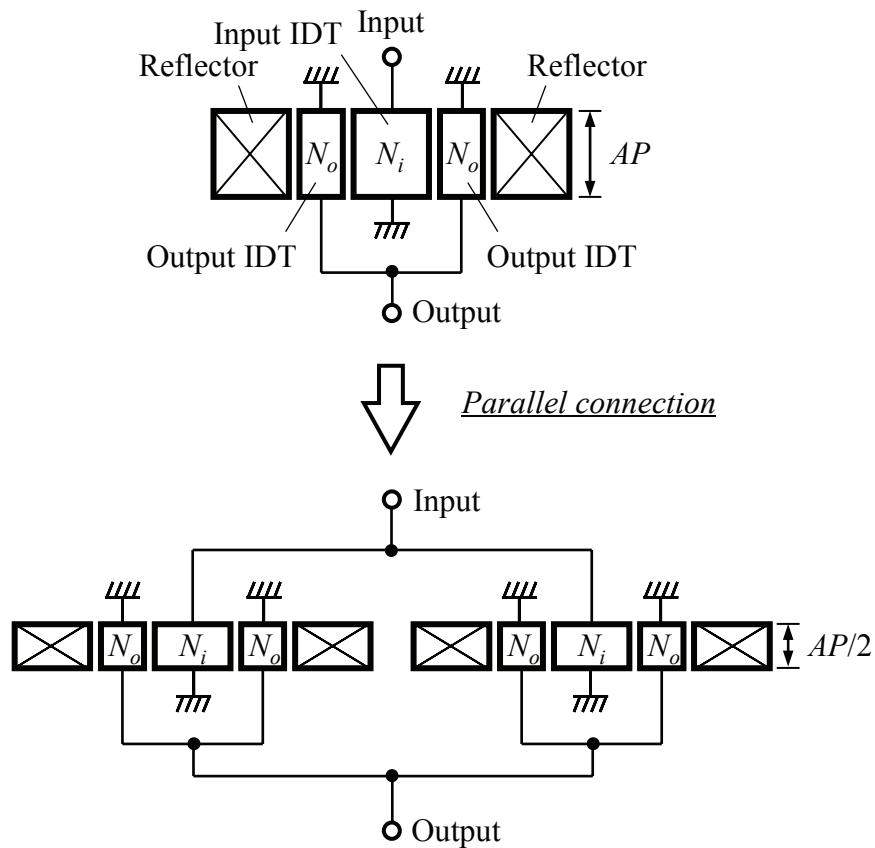 Input
Input IDT
Reflector
Reflector
N_o
N_i
N_o
AP
Output IDT
Output IDT
Output
Parallel connection
Input
N_o
N_i
N_o
N_o
N_i
N_o
AP/2
Output